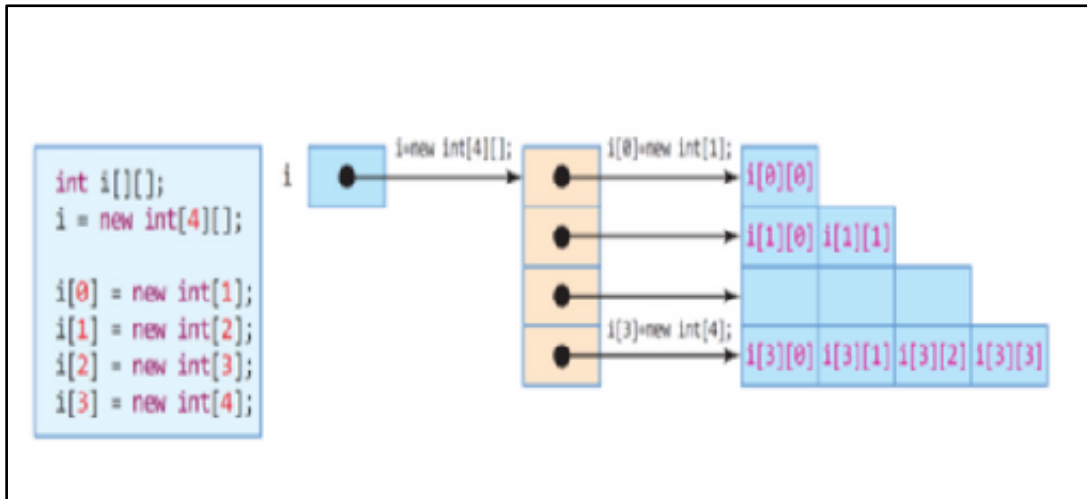 int i[][];
i = new int[4][];
i[0] = new int[1];
i[1] = new int[2];
i[2] = new int[3];
i[3] = new int[4];
i
i=new int[4][];
i[0]=new int[1];
i[0][0]
i[1][0] i[1][1]
i[3]=new int[4];
i[3][0] i[3][1] i[3][2] i[3][3]